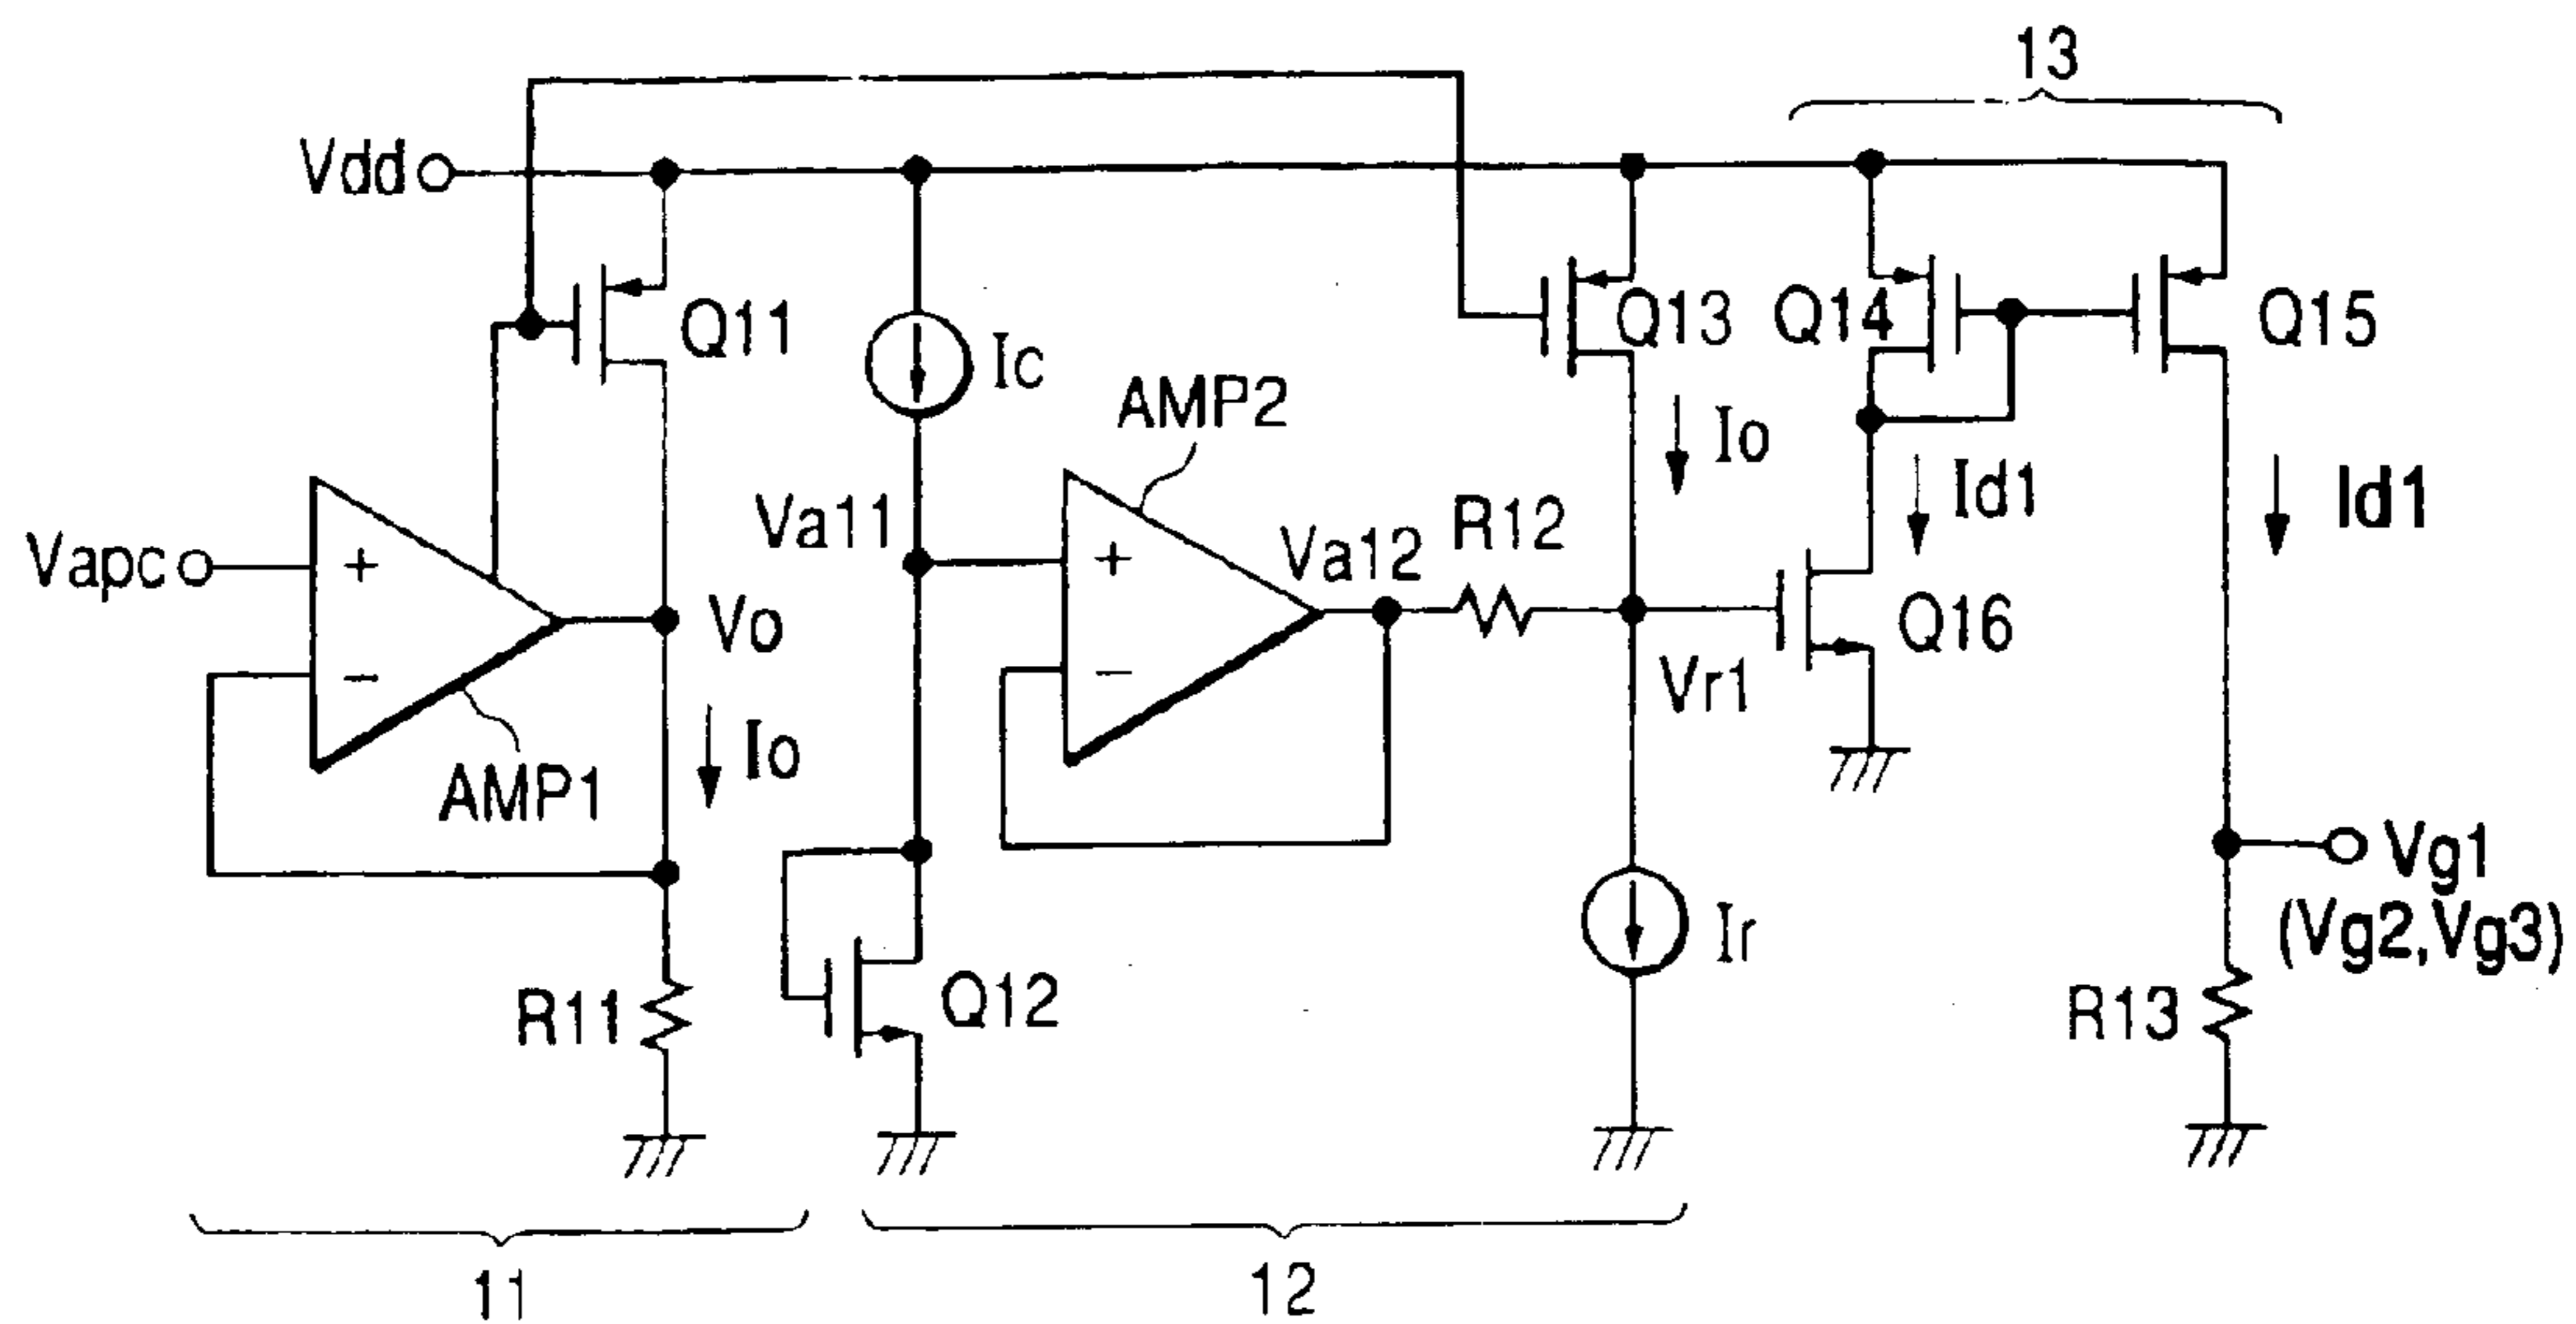 13
Vdd
Q11
Ic
Q13
Q14
Q15
AMP2
Io
Id1
Id1
Va11
Va12
R12
Vapc
+
+
Vo
Q16
−
−
Vr1
Io
AMP1
Vg1
(Vg2,Vg3)
Ir
R11
Q12
R13
11
12